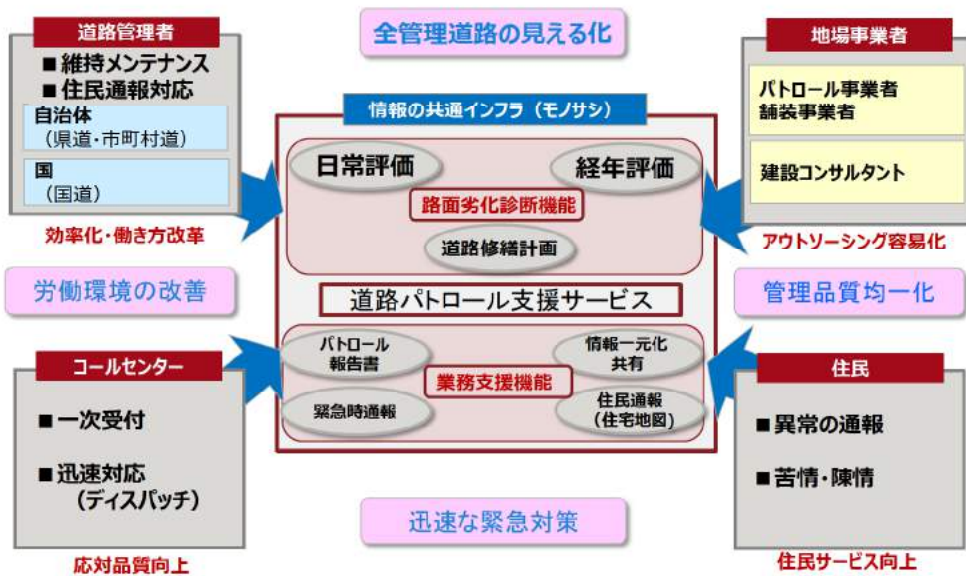 道路管理者
■ 維持メンテナンス
■ 住民通報対応
自治体
（県道・市町村道）
国
（国道）
効率化・働き方改革
全管理道路の見える化
地場事業者
パトロール事業者
舗装事業者
建設コンサルタント
アウトソーシング容易化
情報の共通インフラ（モノサシ）
日常評価
経年評価
路面劣化診断機能
道路修繕計画
労働環境の改善
道路パトロール支援サービス
管理品質均一化
パトロール
報告書
情報一元化
共有
業務支援機能
緊急時通報
住民通報
（住宅地図）
コールセンター
■ 一次受付
■ 迅速対応
（ディスパッチ）
応対品質向上
迅速な緊急対策
住民
■ 異常の通報
■ 苦情・陳情
住民サービス向上